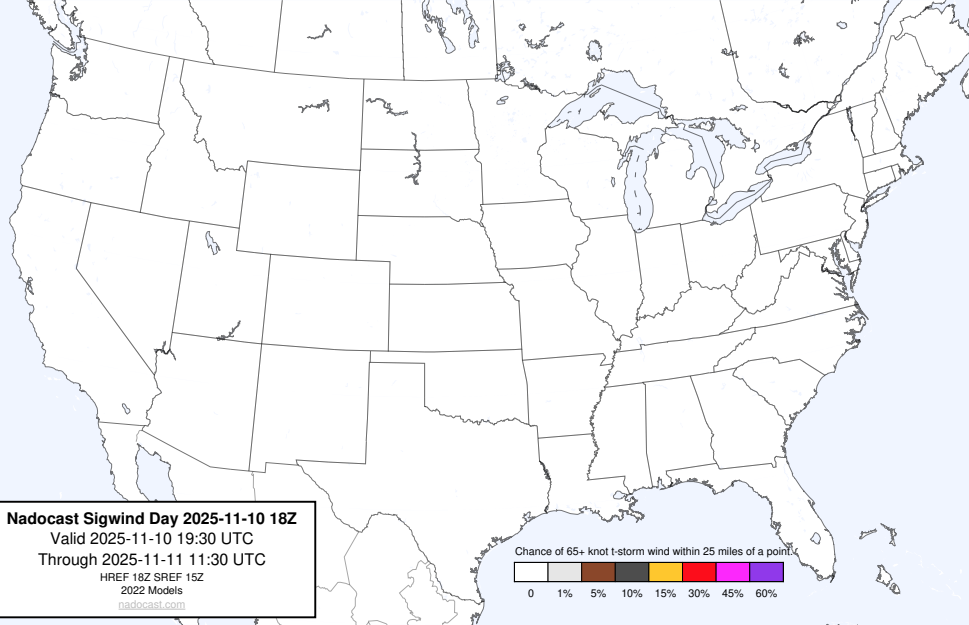 Nadocast Sigwind Day 2025-11-10 18Z
Valid 2025-11-10 19:30 UTC
Through 2025-11-11 11:30 UTC
HREF 18Z SREF 15Z
2022 Models
nadocast.com
Chance of 65+ knot t-storm wind within 25 miles of a point.
0 1% 5% 10% 15% 30% 45% 60%